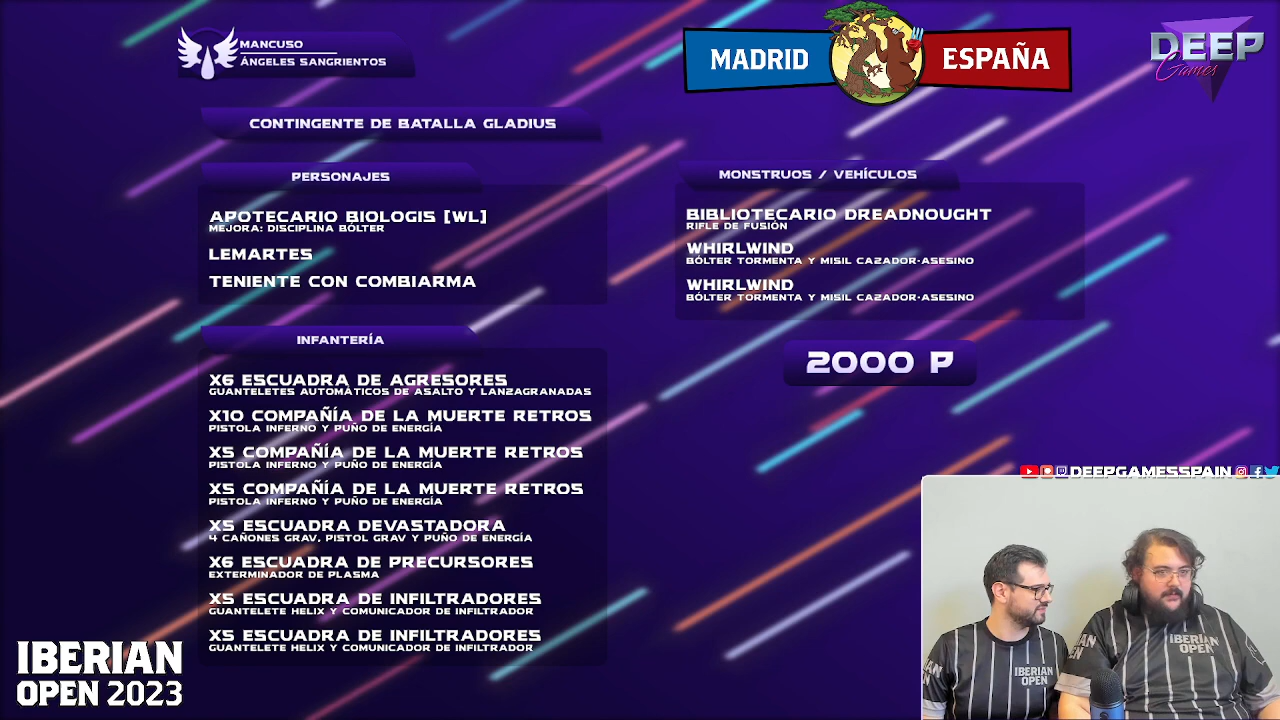 MANCUSO
ÁNGELES SANGRIENTOS
MADRID
ESPAÑA
DEEP
Games
CONTINGENTE DE BATALLA GLADIUS
PERSONAJES
APOTECARIO BIOLOGIS [WL]
MEJORA: DISCIPLINA BÓLTER
LEMARTES
TENIENTE CON COMBIARMA
INFANTERÍA
X6 ESCUADRA DE AGRESORES
GUANTELETES AUTOMÁTICOS DE ASALTO Y LANZAGRANADAS
X10 COMPAÑÍA DE LA MUERTE RETROS
PISTOLA INFERNO Y PUÑO DE ENERGÍA
X5 COMPAÑÍA DE LA MUERTE RETROS
PISTOLA INFERNO Y PUÑO DE ENERGÍA
X5 COMPAÑÍA DE LA MUERTE RETROS
PISTOLA INFERNO Y PUÑO DE ENERGÍA
X5 ESCUADRA DEVASTADORA
4 CAÑONES GRAV, PISTOL GRAV Y PUÑO DE ENERGÍA
X6 ESCUADRA DE PRECURSORES
EXTERMINADOR DE PLASMA
X5 ESCUADRA DE INFILTRADORES
GUANTELETE HELIX Y COMUNICADOR DE INFILTRADOR
X5 ESCUADRA DE INFILTRADORES
GUANTELETE HELIX Y COMUNICADOR DE INFILTRADOR
MONSTRUOS / VEHÍCULOS
BIBLIOTECARIO DREADNOUGHT
RIFLE DE FUSIÓN
WHIRLWIND
BÓLTER TORMENTA Y MISIL CAZADOR-ASESINO
WHIRLWIND
BÓLTER TORMENTA Y MISIL CAZADOR-ASESINO
2000 P
DEEPGAMESSPAIN
IBERIAN
OPEN
IBERIAN
OPEN
IBERIAN
OPEN 2023